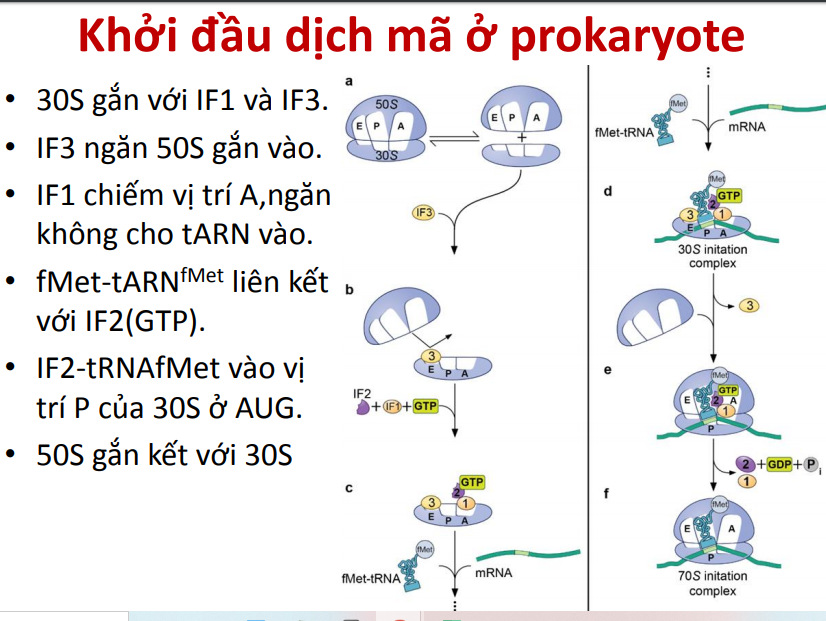 Khởi đầu dịch mã ở prokaryote
• 30S gắn với IF1 và IF3.
• IF3 ngăn 50S gắn vào.
• IF1 chiếm vị trí A,ngăn
không cho tARN vào.
• fMet-tARNfMet liên kết
với IF2(GTP).
• IF2-tRNAfMet vào vị
trí P của 30S ở AUG.
• 50S gắn kết với 30S
a
50S
E P A
30S
E P A
+
IF3
b
3
E P A
IF2
+IF1+GTP
c
GTP
2
3 1
E P A
fMet
fMet-tRNA
mRNA
fMet
fMet-tRNA
mRNA
d
fMet
GTP
2
3 1
E P A
30S initation
complex
3
e
fMet
GTP
E 2 A
1
P
2+GDP+Pi
1
f
fMet
E A
P
70S initation
complex